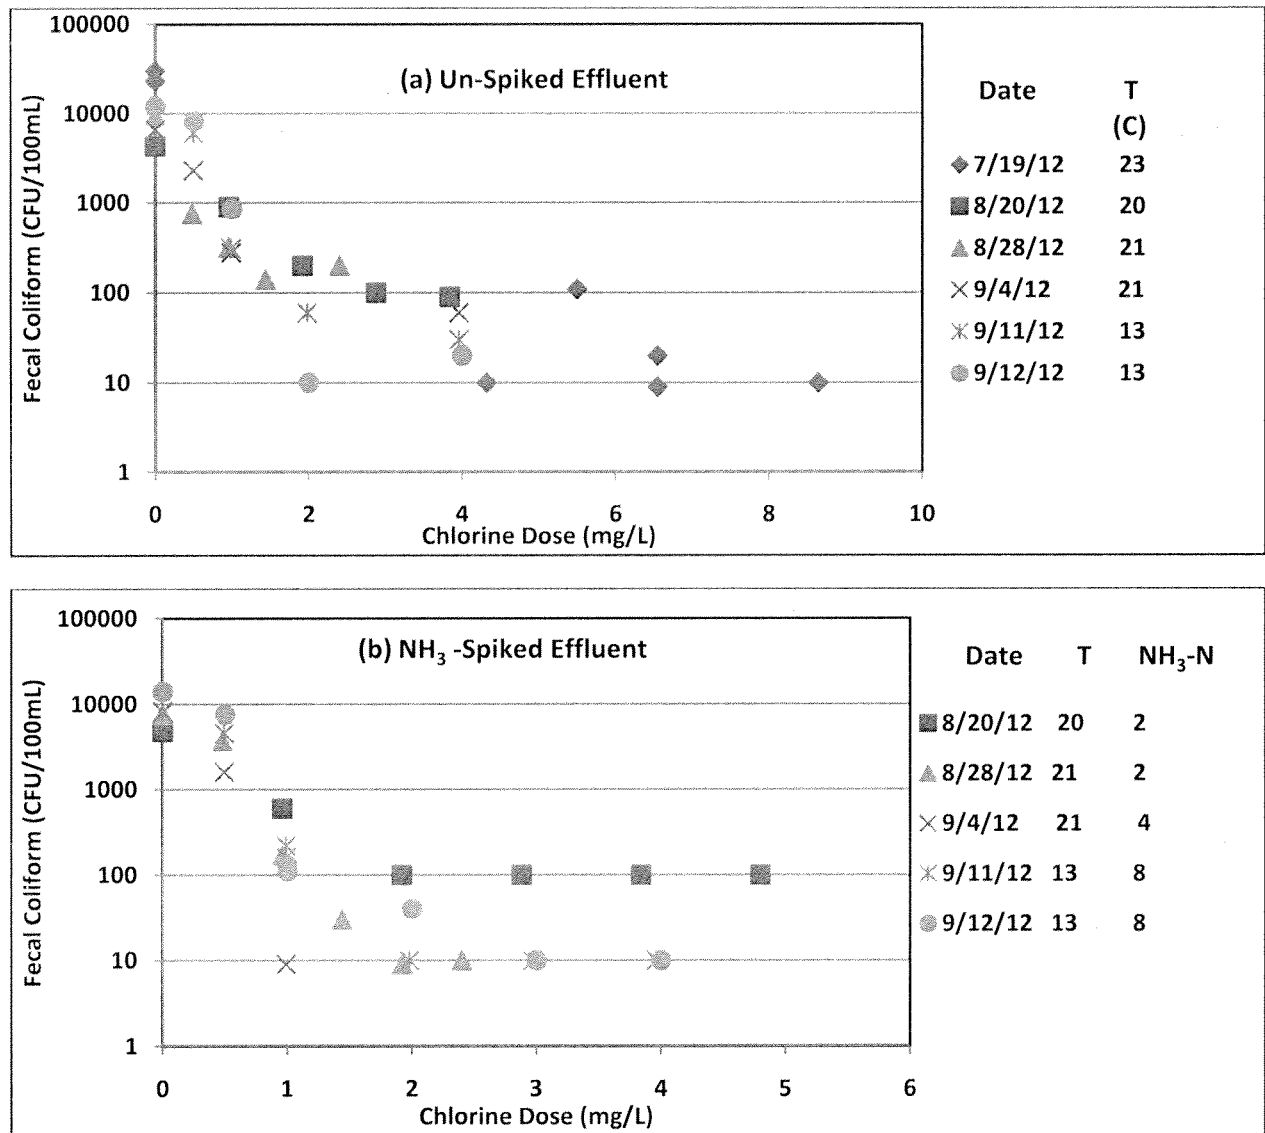 (a) Un-Spiked Effluent
Fecal Coliform (CFU/100mL)
100000
10000
1000
100
10
1
0 2 4 6 8 10
Chlorine Dose (mg/L)
Date T
(C)
7/19/12 23
8/20/12 20
8/28/12 21
9/4/12 21
9/11/12 13
9/12/12 13
(b) NH₃ -Spiked Effluent
Fecal Coliform (CFU/100mL)
100000
10000
1000
100
10
1
0 1 2 3 4 5 6
Chlorine Dose (mg/L)
Date T NH₃-N
8/20/12 20 2
8/28/12 21 2
9/4/12 21 4
9/11/12 13 8
9/12/12 13 8